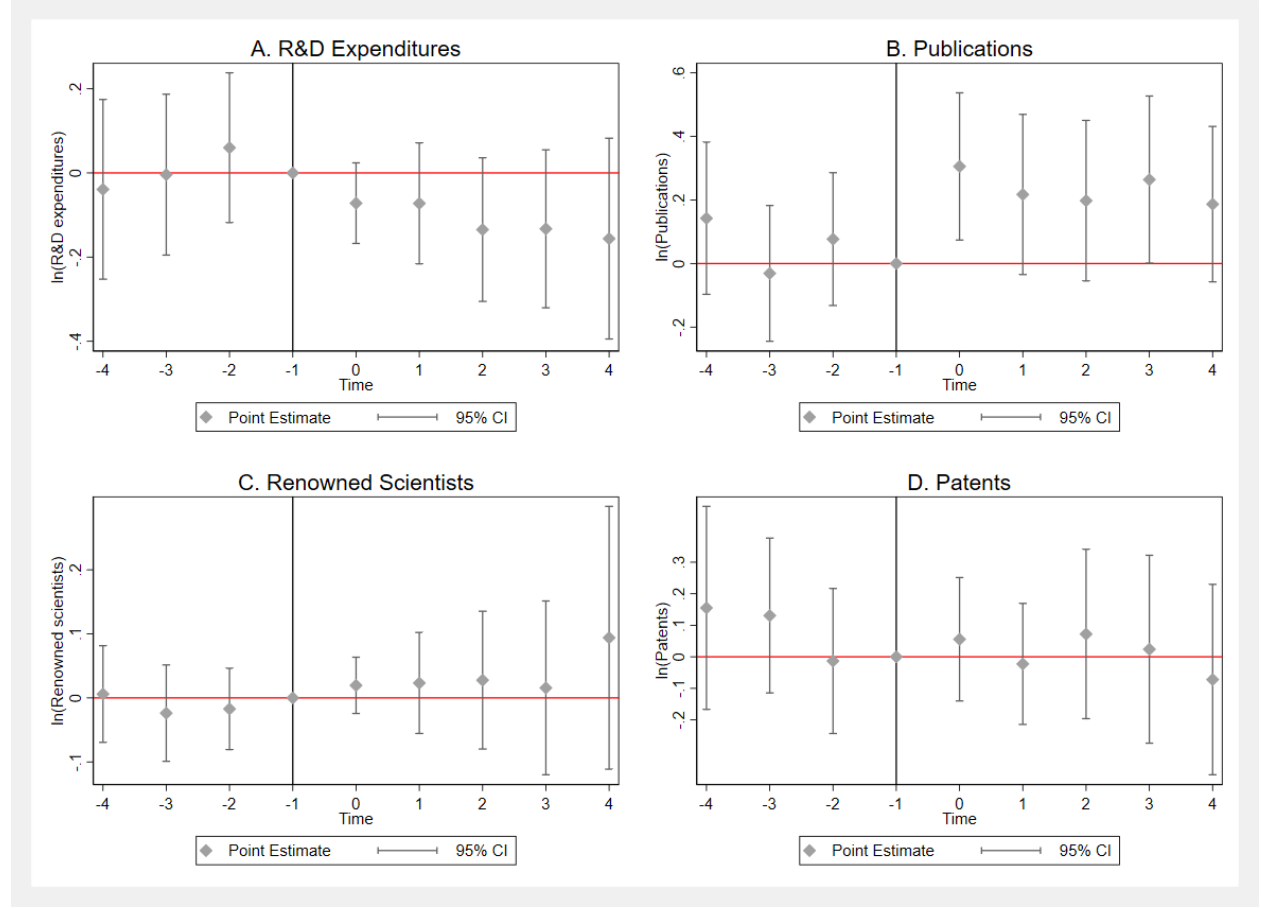 A. R&D Expenditures
ln(R&D expenditures)
.2
0
-.2
-.4
-4 -3 -2 -1 0 1 2 3 4
Time
Point Estimate 95% CI
B. Publications
ln(Publications)
.6
.4
.2
0
-.2
-4 -3 -2 -1 0 1 2 3 4
Time
Point Estimate 95% CI
C. Renowned Scientists
ln(Renowned scientists)
.2
.1
0
-.1
-4 -3 -2 -1 0 1 2 3 4
Time
Point Estimate 95% CI
D. Patents
ln(Patents)
.3
.2
.1
0
-.1
-.2
-4 -3 -2 -1 0 1 2 3 4
Time
Point Estimate 95% CI